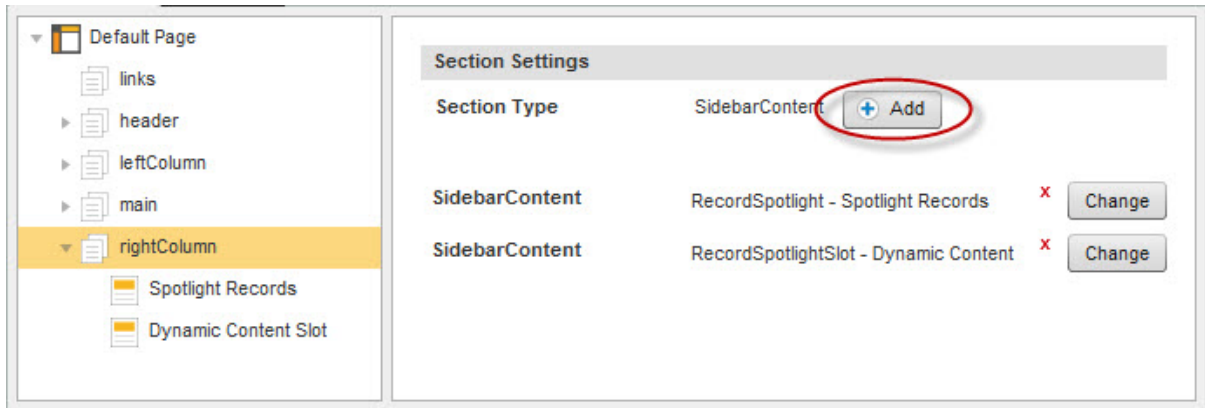 Default Page
links
header
leftColumn
main
rightColumn
Spotlight Records
Dynamic Content Slot
Section Settings
Section Type SidebarContent Add
SidebarContent RecordSpotlight - Spotlight Records x Change
SidebarContent RecordSpotlightSlot - Dynamic Content x Change